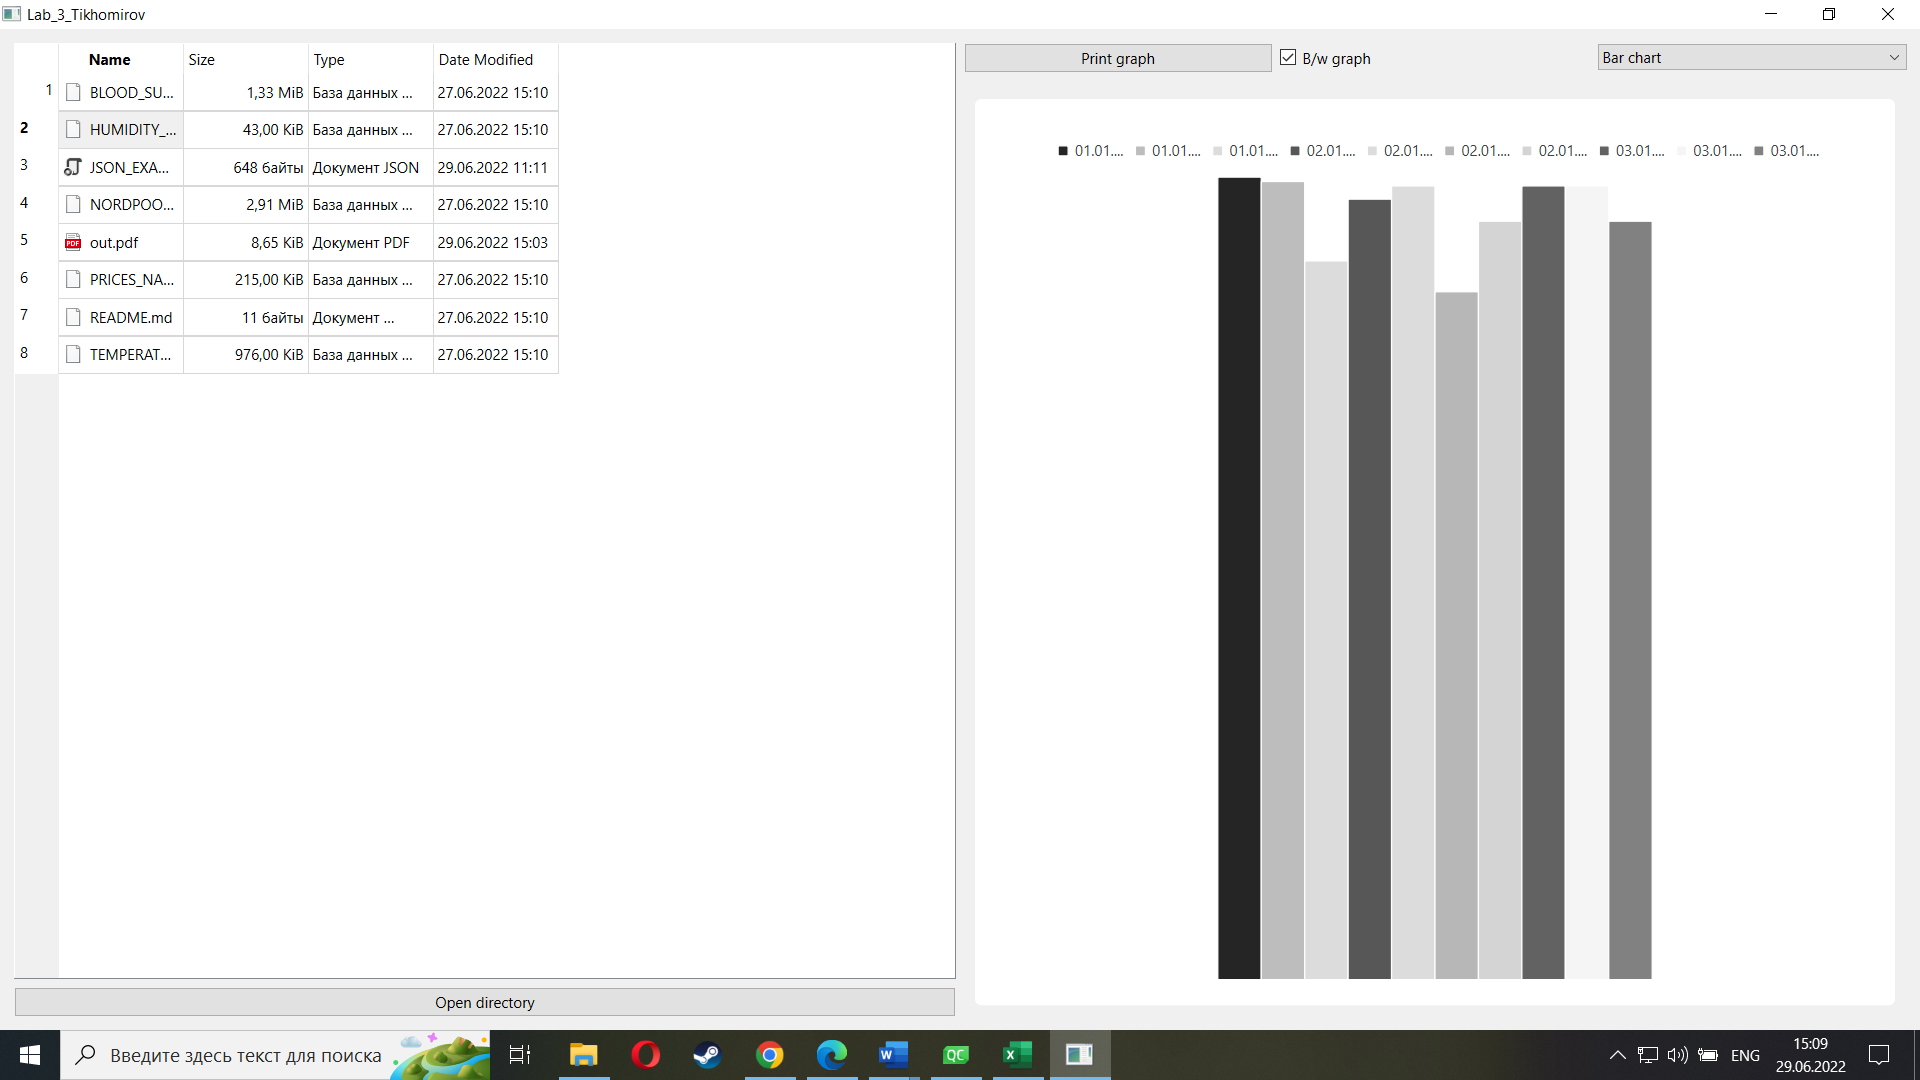 Lab_3_Tikhomirov
Name Size Type Date Modified
1 BLOOD_SU... 1,33 MiB База данных ... 27.06.2022 15:10
2 HUMIDITY_... 43,00 KiB База данных ... 27.06.2022 15:10
3 JSON_EXA... 648 байты Документ JSON 29.06.2022 11:11
4 NORDPOO... 2,91 MiB База данных ... 27.06.2022 15:10
5 out.pdf 8,65 KiB Документ PDF 29.06.2022 15:03
6 PRICES_NA... 215,00 KiB База данных ... 27.06.2022 15:10
7 README.md 11 байты Документ ... 27.06.2022 15:10
8 TEMPERAT... 976,00 KiB База данных ... 27.06.2022 15:10
Open directory
Print graph B/w graph Bar chart
01.01.... 01.01.... 01.01.... 02.01.... 02.01.... 02.01.... 02.01.... 03.01.... 03.01.... 03.01....
Введите здесь текст для поиска
ENG
15:09
29.06.2022